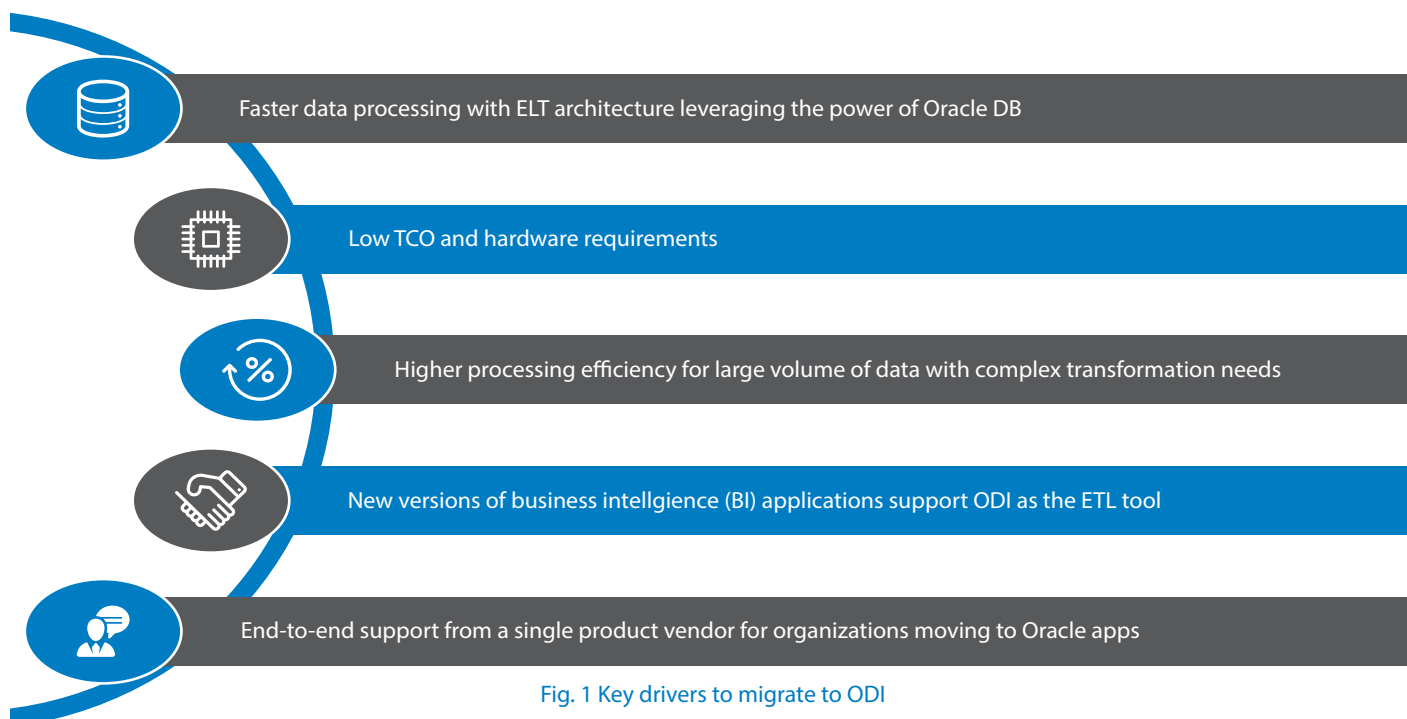 Faster data processing with ELT architecture leveraging the power of Oracle DB
Low TCO and hardware requirements
%
Higher processing efficiency for large volume of data with complex transformation needs
New versions of business intellgience (BI) applications support ODI as the ETL tool
End-to-end support from a single product vendor for organizations moving to Oracle apps
Fig. 1 Key drivers to migrate to ODI